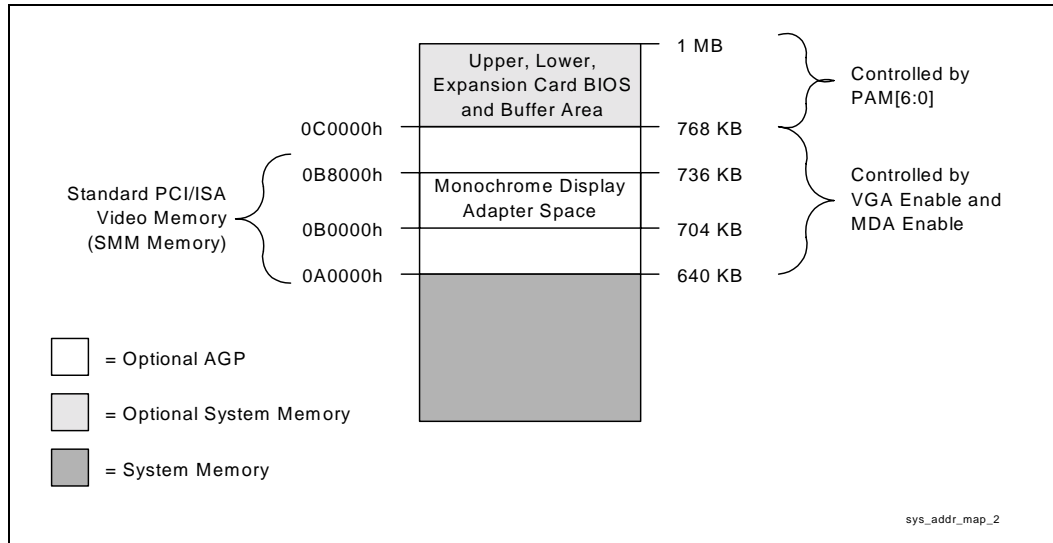 1 MB
Upper, Lower,
Expansion Card BIOS
and Buffer Area
Controlled by
PAM[6:0]
0C0000h
768 KB
0B8000h
736 KB
Standard PCI/ISA
Video Memory
(SMM Memory)
Monochrome Display
Adapter Space
Controlled by
VGA Enable and
MDA Enable
0B0000h
704 KB
0A0000h
640 KB
= Optional AGP
= Optional System Memory
= System Memory
sys_addr_map_2